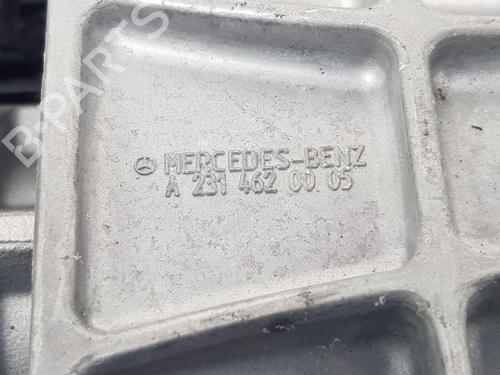 MERCEDES-BENZ
A 231 462 00 05
B-Parts